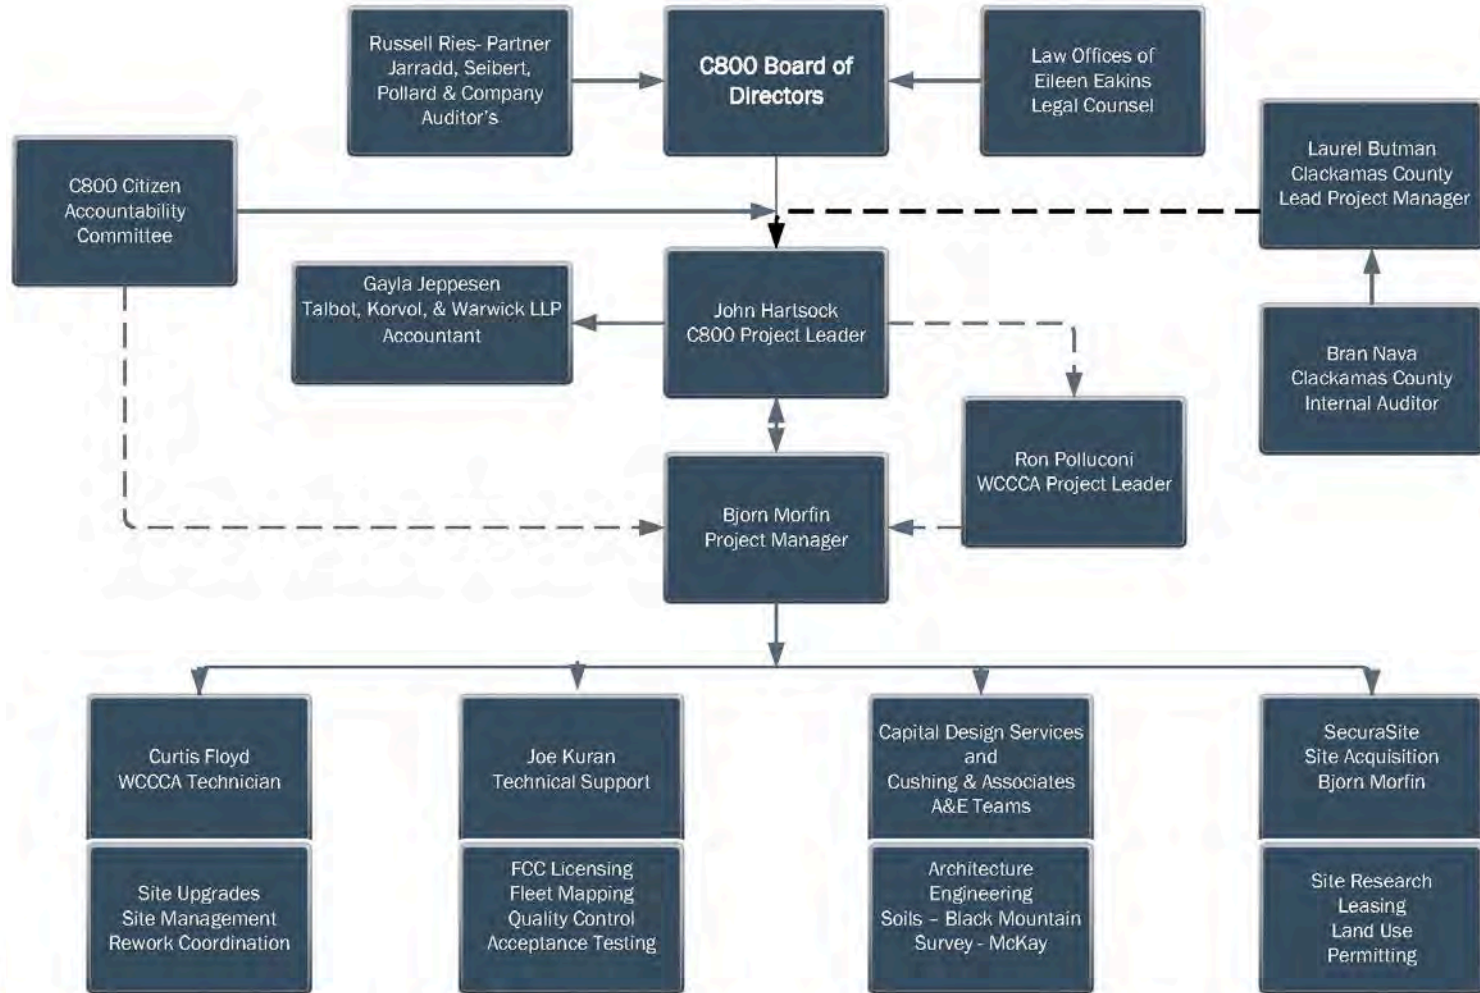 Russell Ries- Partner
Jarradd, Seibert,
Pollard & Company
Auditor's
C800 Board of
Directors
Law Offices of
Eileen Eakins
Legal Counsel
Laurel Butman
Clackamas County
Lead Project Manager
C800 Citizen
Accountability
Committee
Gayla Jeppesen
Talbot, Korvol, & Warwick LLP
Accountant
John Hartsock
C800 Project Leader
Bran Nava
Clackamas County
Internal Auditor
Ron Polluconi
WCCCA Project Leader
Bjorn Morfin
Project Manager
Curtis Floyd
WCCCA Technician
Joe Kuran
Technical Support
Capital Design Services
and
Cushing & Associates
A&E Teams
SecuraSite
Site Acquisition
Bjorn Morfin
Site Upgrades
Site Management
Rework Coordination
FCC Licensing
Fleet Mapping
Quality Control
Acceptance Testing
Architecture
Engineering
Soils – Black Mountain
Survey - McKay
Site Research
Leasing
Land Use
Permitting